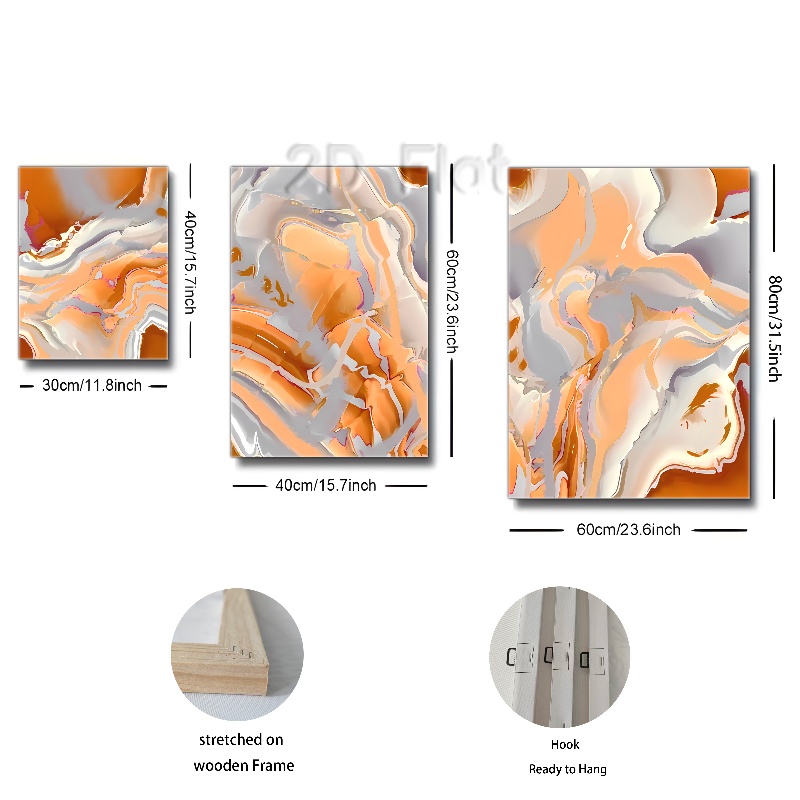 2D Flat
40cm/15.7inch
30cm/11.8inch
60cm/23.6inch
40cm/15.7inch
80cm/31.5inch
60cm/23.6inch
stretched on
wooden Frame
Hook
Ready to Hang